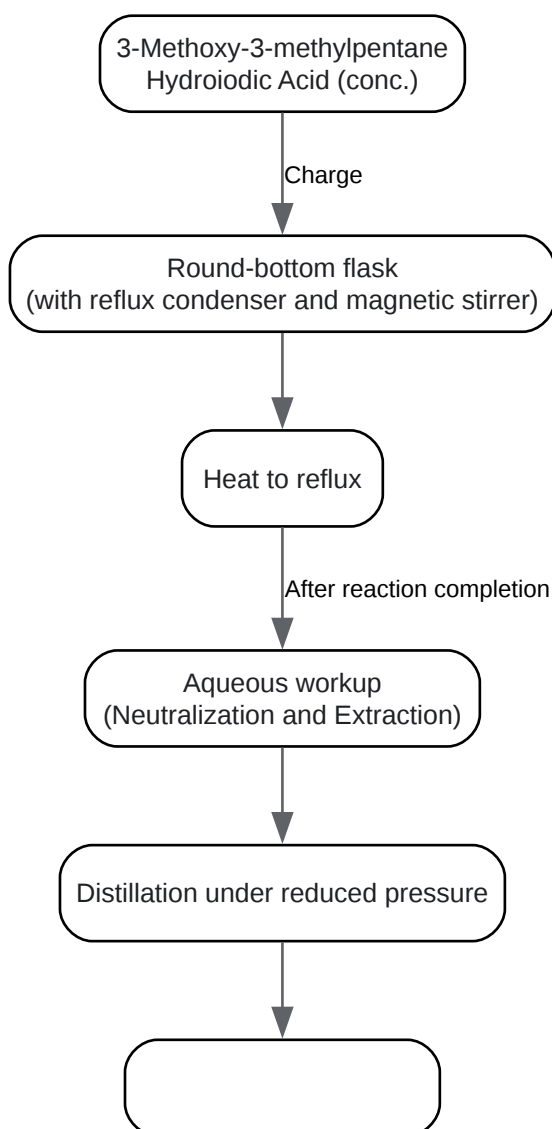 3-Methoxy-3-methylpentane
Hydroiodic Acid (conc.)
Charge
Round-bottom flask
(with reflux condenser and magnetic stirrer)
Heat to reflux
After reaction completion
Aqueous workup
(Neutralization and Extraction)
Distillation under reduced pressure